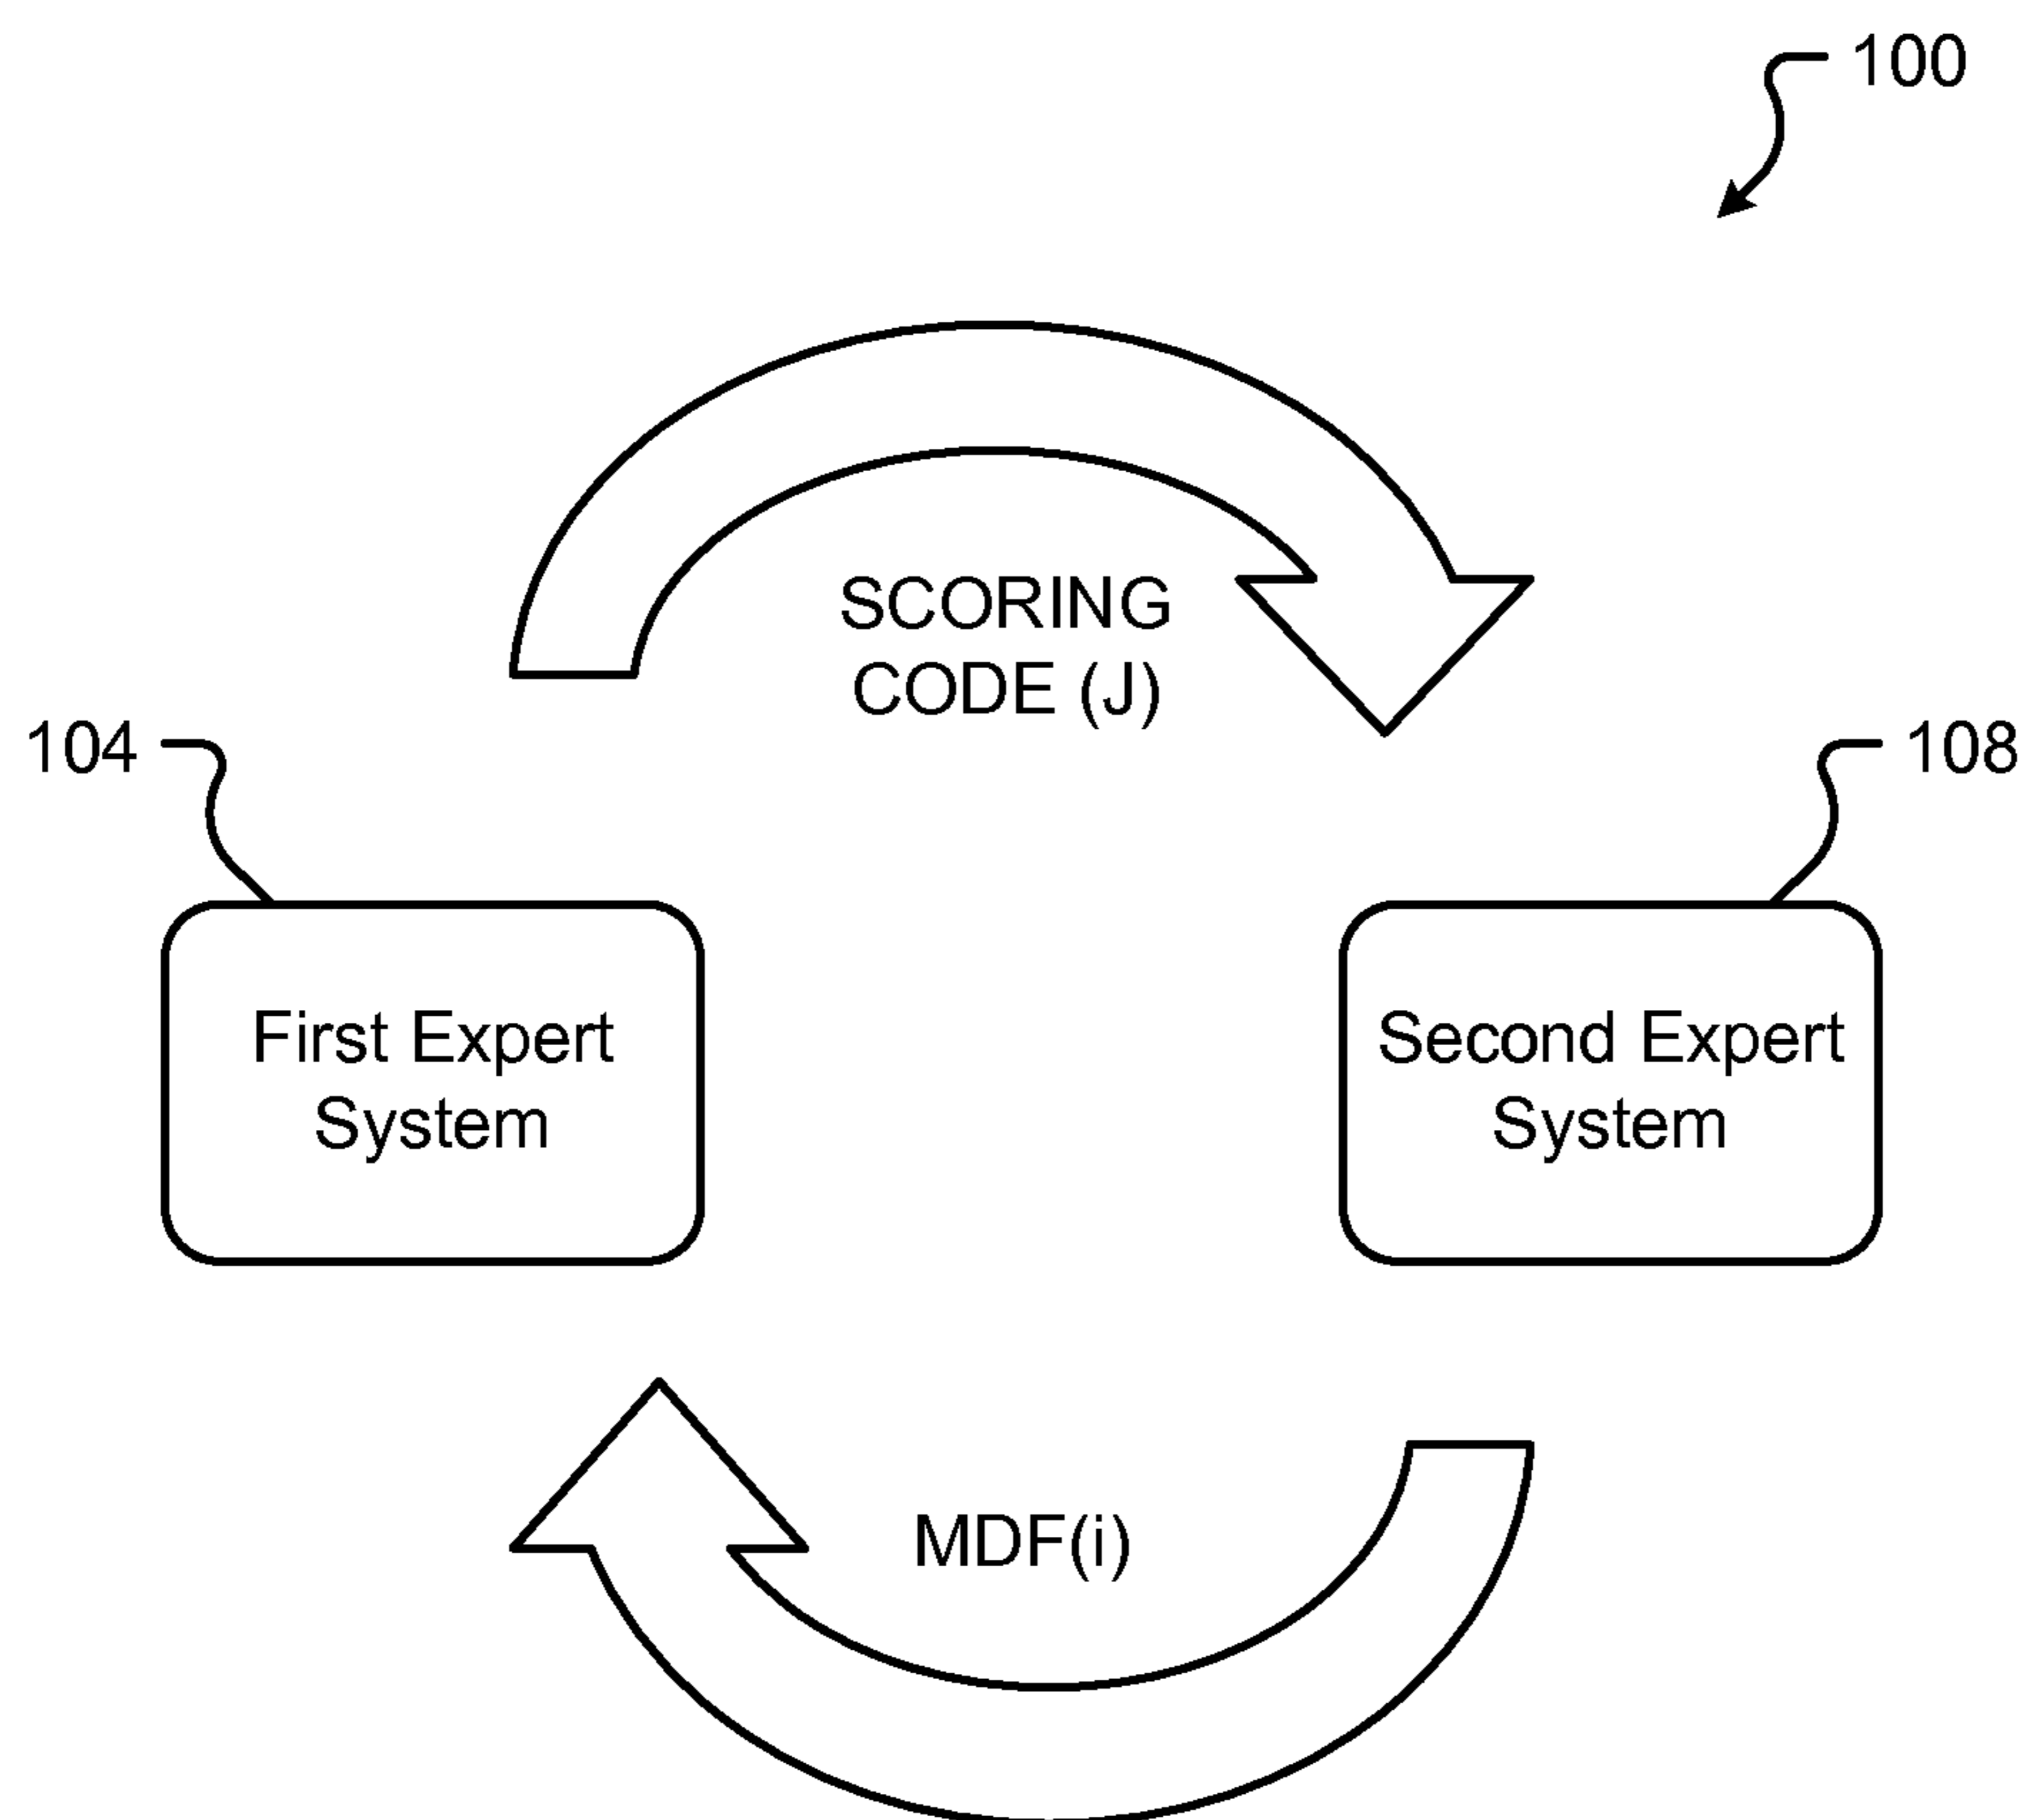 100
SCORING
CODE (J)
104
108
First Expert
System
Second Expert
System
MDF(i)